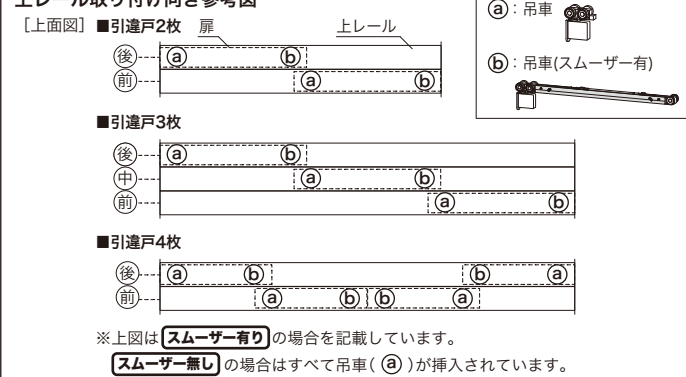 上レール取り付け向き参考図
［上面図］ ■引違戸2枚 扉 上レール
後 ⓐ ⓑ
前 ⓐ ⓑ
ⓐ：吊車
ⓑ：吊車(スムーザー有)
■引違戸3枚
後 ⓐ ⓑ
中 ⓐ ⓑ
前 ⓐ ⓑ
■引違戸4枚
後 ⓐ ⓑ ⓑ ⓐ
前 ⓐ ⓑ ⓑ ⓐ
※上図はスムーザー有りの場合を記載しています。
スムーザー無しの場合はすべて吊車(ⓐ)が挿入されています。